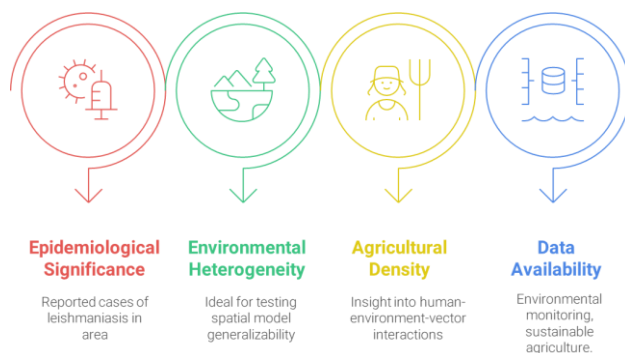 Epidemiological
Significance
Reported cases of
leishmaniasis in
area
Environmental
Heterogeneity
Ideal for testing
spatial model
generalizability
Agricultural
Density
Insight into human-
environment-vector
interactions
Data
Availability
Environmental
monitoring,
sustainable
agriculture.